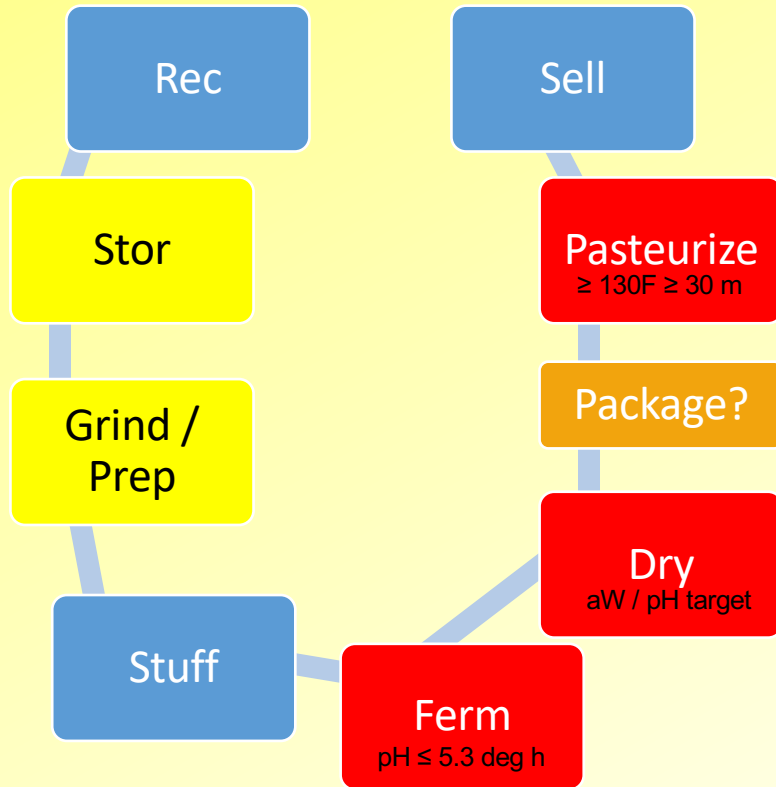 Rec
Stor
Grind /
Prep
Stuff
Ferm
pH ≤ 5.3 deg h
Dry
aW / pH target
Package?
Pasteurize
≥ 130F ≥ 30 m
Sell